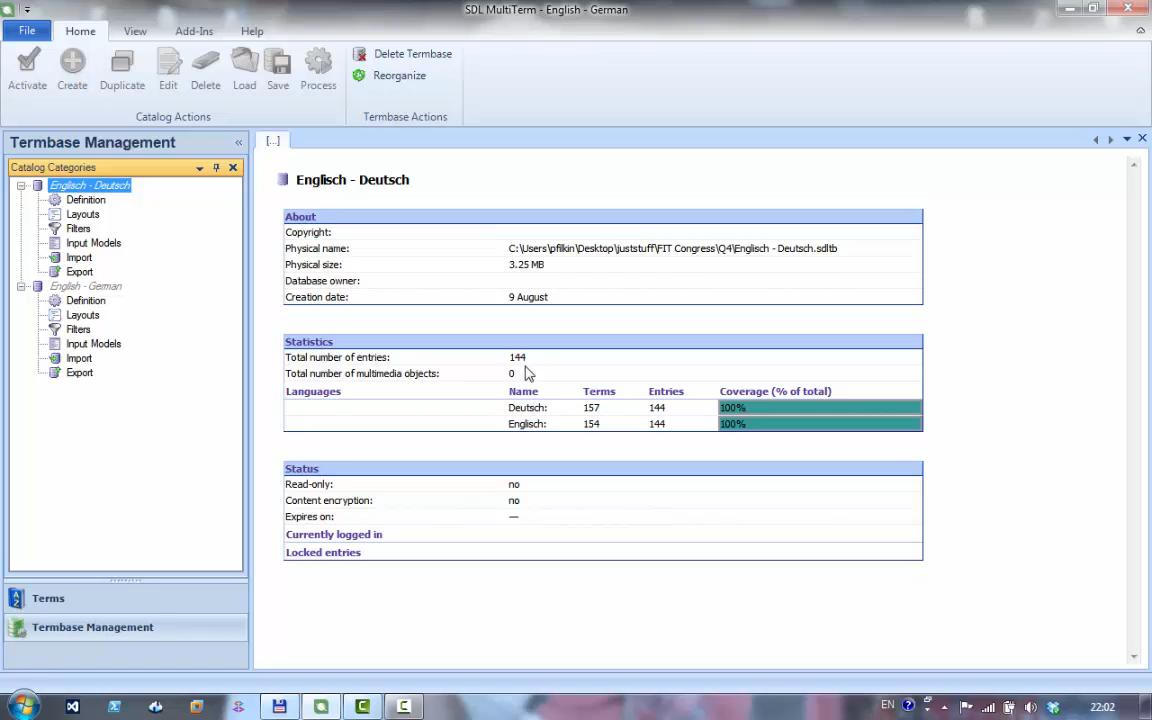 SDL MultiTerm - English - German
File Home View Add-Ins Help
Activate Create Duplicate Edit Delete Load Save Process
Delete Termbase
Reorganize
Catalog Actions Termbase Actions
Termbase Management «
Catalog Categories
Englisch - Deutsch
Definition
Layouts
Filters
Input Models
Import
Export
English - German
Definition
Layouts
Filters
Input Models
Import
Export
Terms
Termbase Management
[...]
Englisch - Deutsch
About
Copyright:
Physical name: C:\Users\pfilkin\Desktop\juststuff\FIT Congress\Q4\Englisch - Deutsch.sdltb
Physical size: 3.25 MB
Database owner:
Creation date: 9 August
Statistics
Total number of entries: 144
Total number of multimedia objects: 0
Languages Name Terms Entries Coverage (% of total)
Deutsch: 157 144 100%
Englisch: 154 144 100%
Status
Read-only: no
Content encryption: no
Expires on: —
Currently logged in
Locked entries
EN 22:02